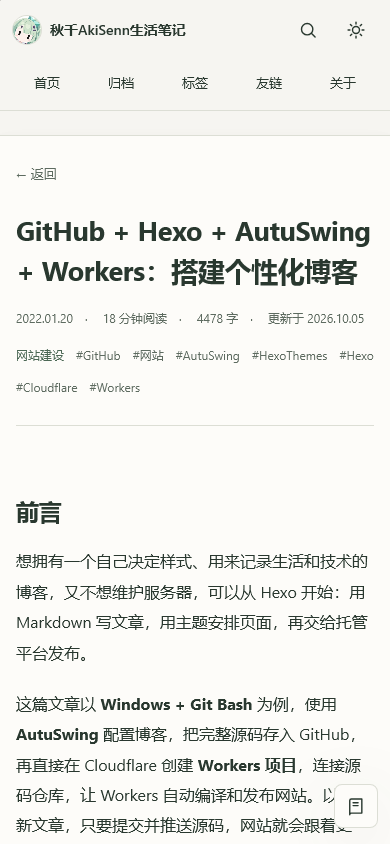 秋千AkiSenn生活笔记
首页 归档 标签 友链 关于
← 返回
GitHub + Hexo + AutuSwing
+ Workers：搭建个性化博客
2022.01.20 · 18 分钟阅读 · 4478 字 · 更新于 2026.10.05
网站建设 #GitHub #网站 #AutuSwing #HexoThemes #Hexo
#Cloudflare #Workers
前言
想拥有一个自己决定样式、用来记录生活和技术的
博客，又不想维护服务器，可以从 Hexo 开始：用
Markdown 写文章，用主题安排页面，再交给托管
平台发布。
这篇文章以 Windows + Git Bash 为例，使用
AutuSwing 配置博客，把完整源码存入 GitHub，
再直接在 Cloudflare 创建 Workers 项目，连接源
码仓库，让 Workers 自动编译和发布网站。以
新文章，只要提交并推送源码，网站就会跟着